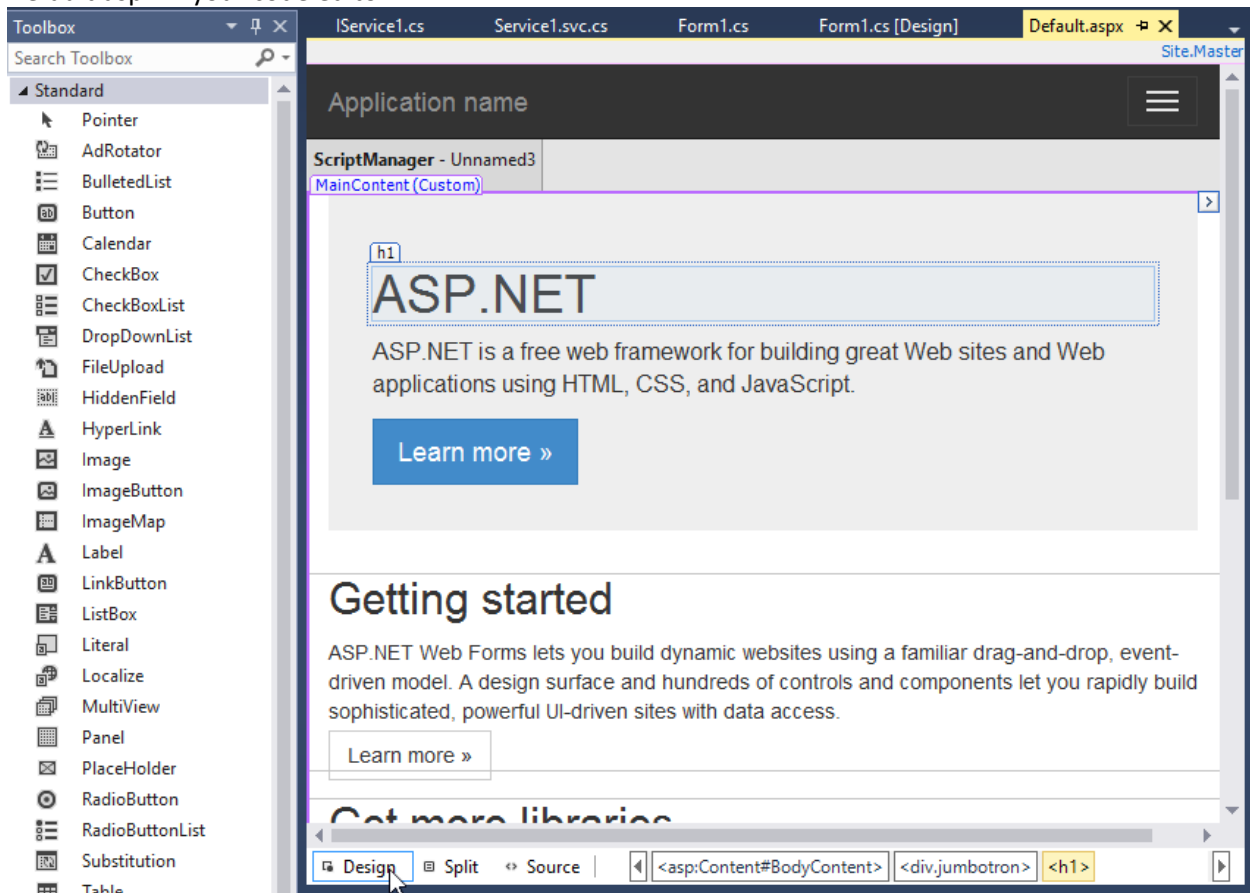 Toolbox
Search Toolbox
Standard
Pointer
AdRotator
BulletedList
Button
Calendar
CheckBox
CheckBoxList
DropDownList
FileUpload
HiddenField
HyperLink
Image
ImageButton
ImageMap
Label
LinkButton
ListBox
Literal
Localize
MultiView
Panel
PlaceHolder
RadioButton
RadioButtonList
Substitution
Table
IService1.cs Service1.svc.cs Form1.cs Form1.cs [Design] Default.aspx
Site.Master
Application name
ScriptManager - Unnamed3
MainContent (Custom)
h1
ASP.NET
ASP.NET is a free web framework for building great Web sites and Web
applications using HTML, CSS, and JavaScript.
Learn more »
Getting started
ASP.NET Web Forms lets you build dynamic websites using a familiar drag-and-drop, event-
driven model. A design surface and hundreds of controls and components let you rapidly build
sophisticated, powerful UI-driven sites with data access.
Learn more »
Get more libraries
Design Split Source <asp:Content#BodyContent> <div.jumbotron> <h1>